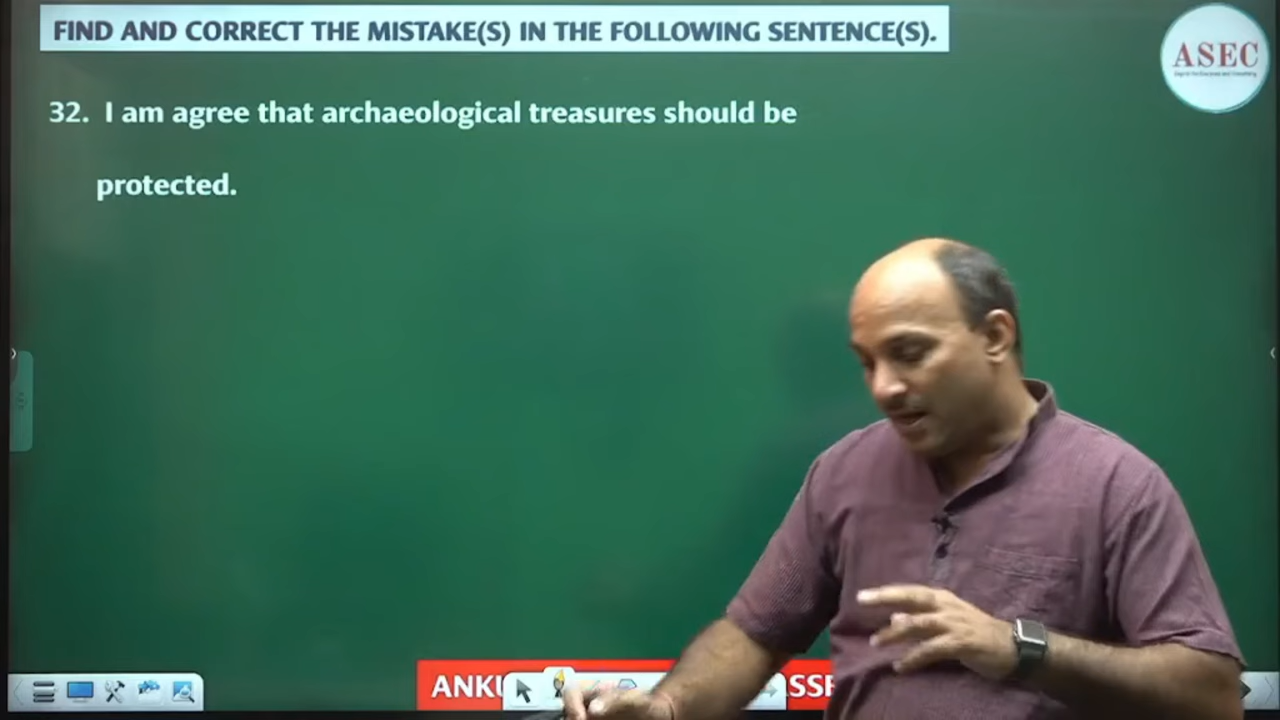 FIND AND CORRECT THE MISTAKE(S) IN THE FOLLOWING SENTENCE(S).
ASEC
32. I am agree that archaeological treasures should be
protected.